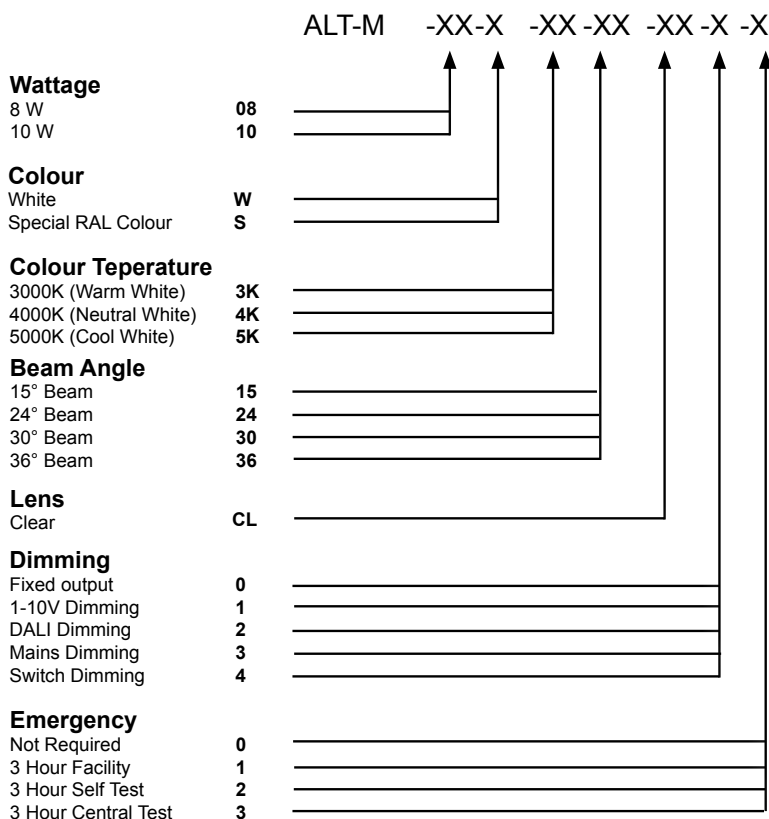 ALT-M -XX-X -XX -XX -XX -X -X
Wattage
8 W 08
10 W 10
Colour
White W
Special RAL Colour S
Colour Teperature
3000K (Warm White) 3K
4000K (Neutral White) 4K
5000K (Cool White) 5K
Beam Angle
15° Beam 15
24° Beam 24
30° Beam 30
36° Beam 36
Lens
Clear CL
Dimming
Fixed output 0
1-10V Dimming 1
DALI Dimming 2
Mains Dimming 3
Switch Dimming 4
Emergency
Not Required 0
3 Hour Facility 1
3 Hour Self Test 2
3 Hour Central Test 3